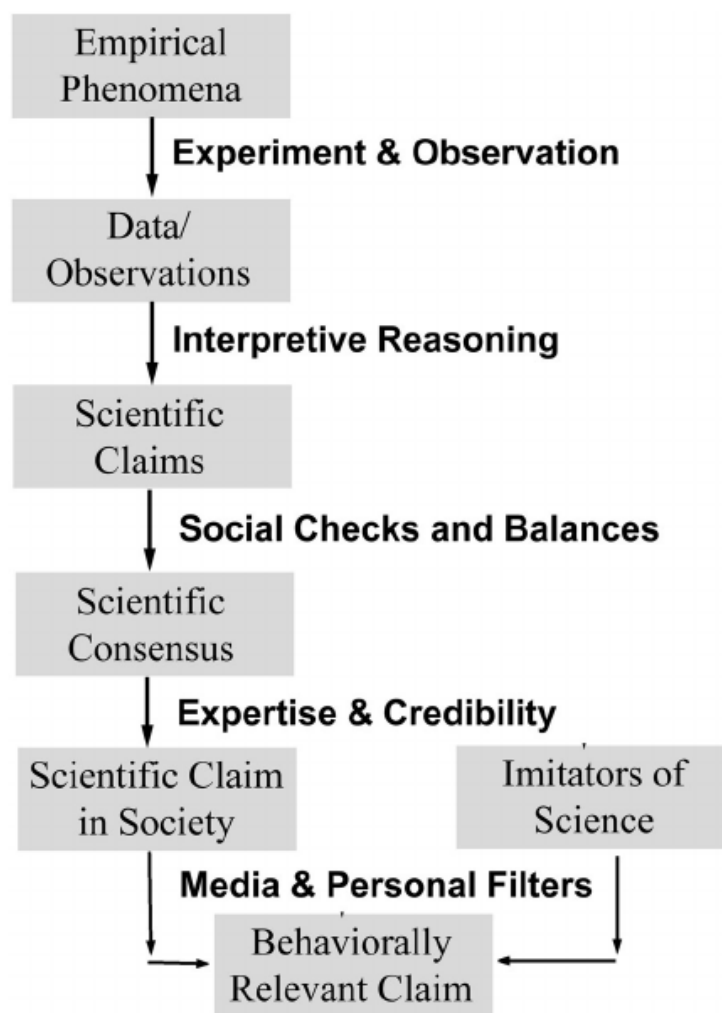 Empirical
Phenomena
Experiment & Observation
Data/
Observations
Interpretive Reasoning
Scientific
Claims
Social Checks and Balances
Scientific
Consensus
Expertise & Credibility
Scientific Claim
in Society
Imitators of
Science
Media & Personal Filters
Behaviorally
Relevant Claim